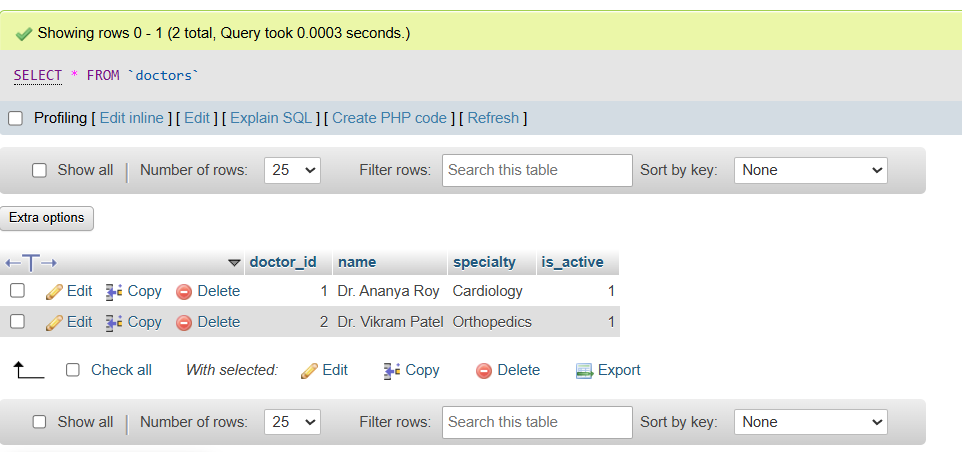 Showing rows 0 - 1 (2 total, Query took 0.0003 seconds.)
SELECT * FROM `doctors`
Profiling [ Edit inline ] [ Edit ] [ Explain SQL ] [ Create PHP code ] [ Refresh ]
Show all | Number of rows: 25 Filter rows: Search this table Sort by key: None
Extra options
←T→ doctor_id name specialty is_active
Edit Copy Delete 1 Dr. Ananya Roy Cardiology 1
Edit Copy Delete 2 Dr. Vikram Patel Orthopedics 1
Check all With selected: Edit Copy Delete Export
Show all | Number of rows: 25 Filter rows: Search this table Sort by key: None